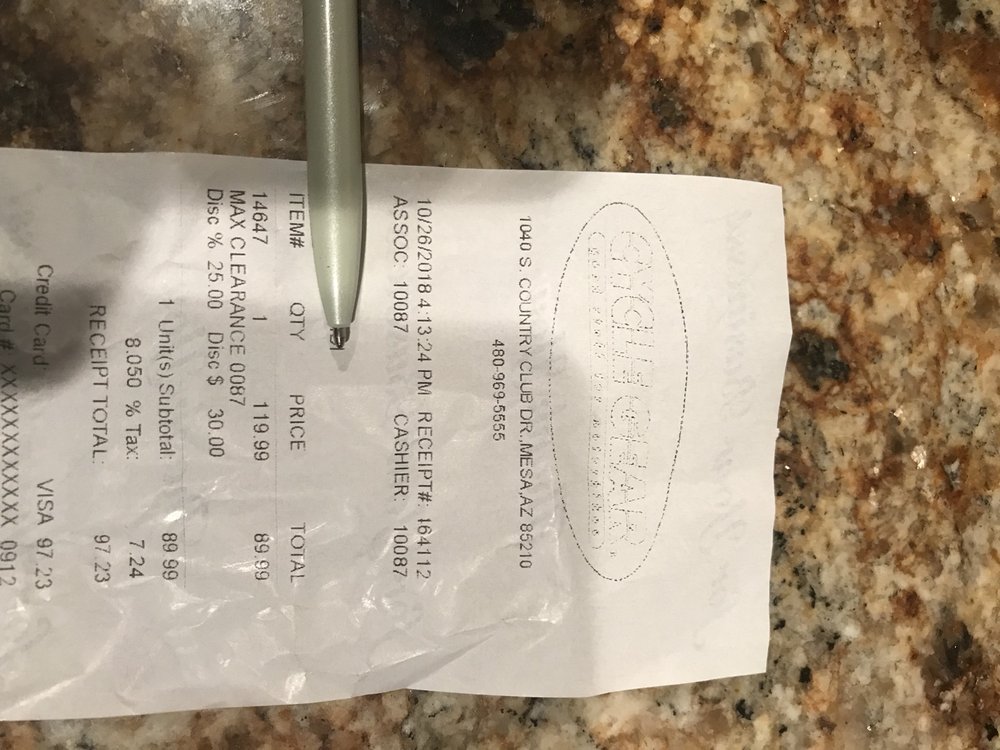 CYCLE GEAR
1040 S. COUNTRY CLUB DR.,MESA,AZ 85210
480-969-5555
10/26/2018 4:13:24 PM RECEIPT#: 164112
ASSOC: 10087 CASHIER: 10087
ITEM# QTY PRICE TOTAL
14647 1 119.99 89.99
MAX CLEARANCE 0087
Disc % 25.00 Disc $ 30.00
1 Unit(s) Subtotal: 89.99
8.050 % Tax: 7.24
RECEIPT TOTAL: 97.23
Credit Card: VISA 97.23
Card # XXXXXXXXXXXX 0912